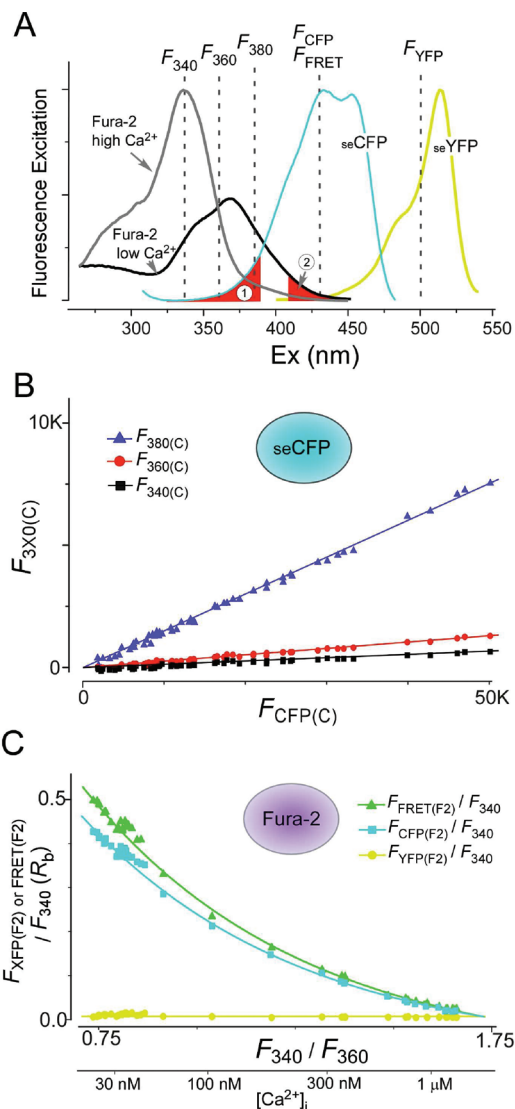 A
F340
F360
F380
FCFP
FFRET
FYFP
Fura-2
high Ca2+
seCFP
seYFP
Fura-2
low Ca2+
2
1
Fluorescence Excitation
250 300 350 400 450 500 550
Ex (nm)
B
10K
F380(C)
F360(C)
F340(C)
seCFP
F3X0(C)
0
0 50K
FCFP(C)
C
0.5
Fura-2
FFRET(F2) / F340
FCFP(F2) / F340
FYFP(F2) / F340
FXFP(F2) or FRET(F2)
/ F340 (Rb)
0.0
0.75 1.75
F340 / F360
30 nM 100 nM 300 nM 1 μM
[Ca2+]i